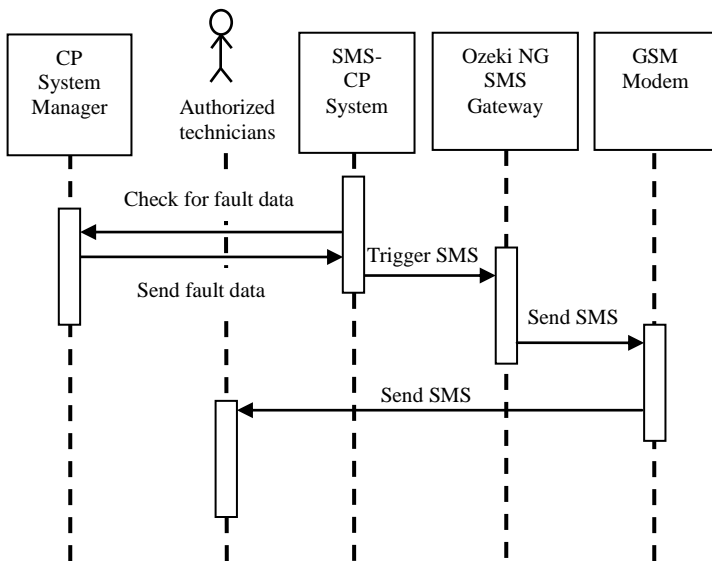 CP
System
Manager
Authorized
technicians
SMS-
CP
System
Ozeki NG
SMS
Gateway
GSM
Modem
Check for fault data
Trigger SMS
Send fault data
Send SMS
Send SMS